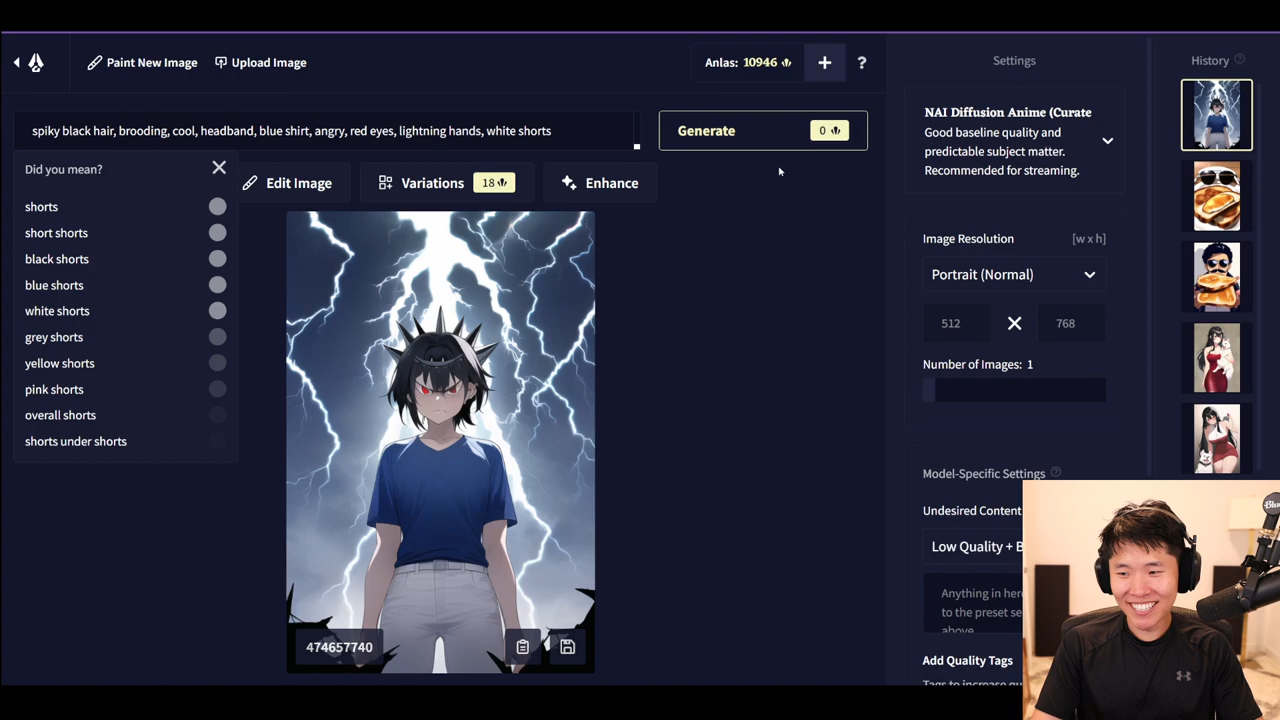 Paint New Image
Upload Image
Anlas: 10946
+
?
Settings
History ?
spiky black hair, brooding, cool, headband, blue shirt, angry, red eyes, lightning hands, white shorts
Generate
0
NAI Diffusion Anime (Curate
Good baseline quality and
predictable subject matter.
Recommended for streaming.
Did you mean?
shorts
short shorts
black shorts
blue shorts
white shorts
grey shorts
yellow shorts
pink shorts
overall shorts
shorts under shorts
Edit Image
Variations 18
Enhance
474657740
Image Resolution [w x h]
Portrait (Normal)
512 X 768
Number of Images: 1
Model-Specific Settings ?
Undesired Content
Low Quality + B
Anything in here
to the preset se
above.
Add Quality Tags
Blue